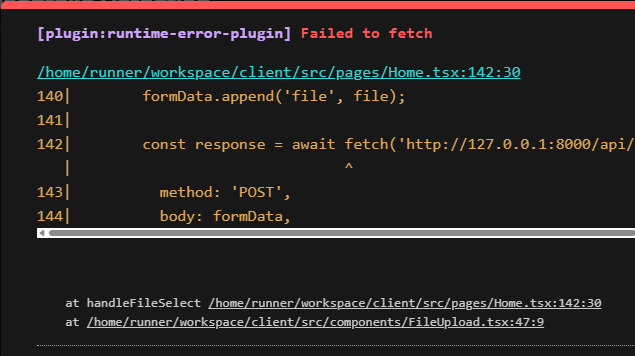 [plugin:runtime-error-plugin] Failed to fetch
/home/runner/workspace/client/src/pages/Home.tsx:142:30
140|        formData.append('file', file);
141|
142|        const response = await fetch('http://127.0.0.1:8000/api/
   |                               ^
143|          method: 'POST',
144|          body: formData,
at handleFileSelect /home/runner/workspace/client/src/pages/Home.tsx:142:30
at /home/runner/workspace/client/src/components/FileUpload.tsx:47:9